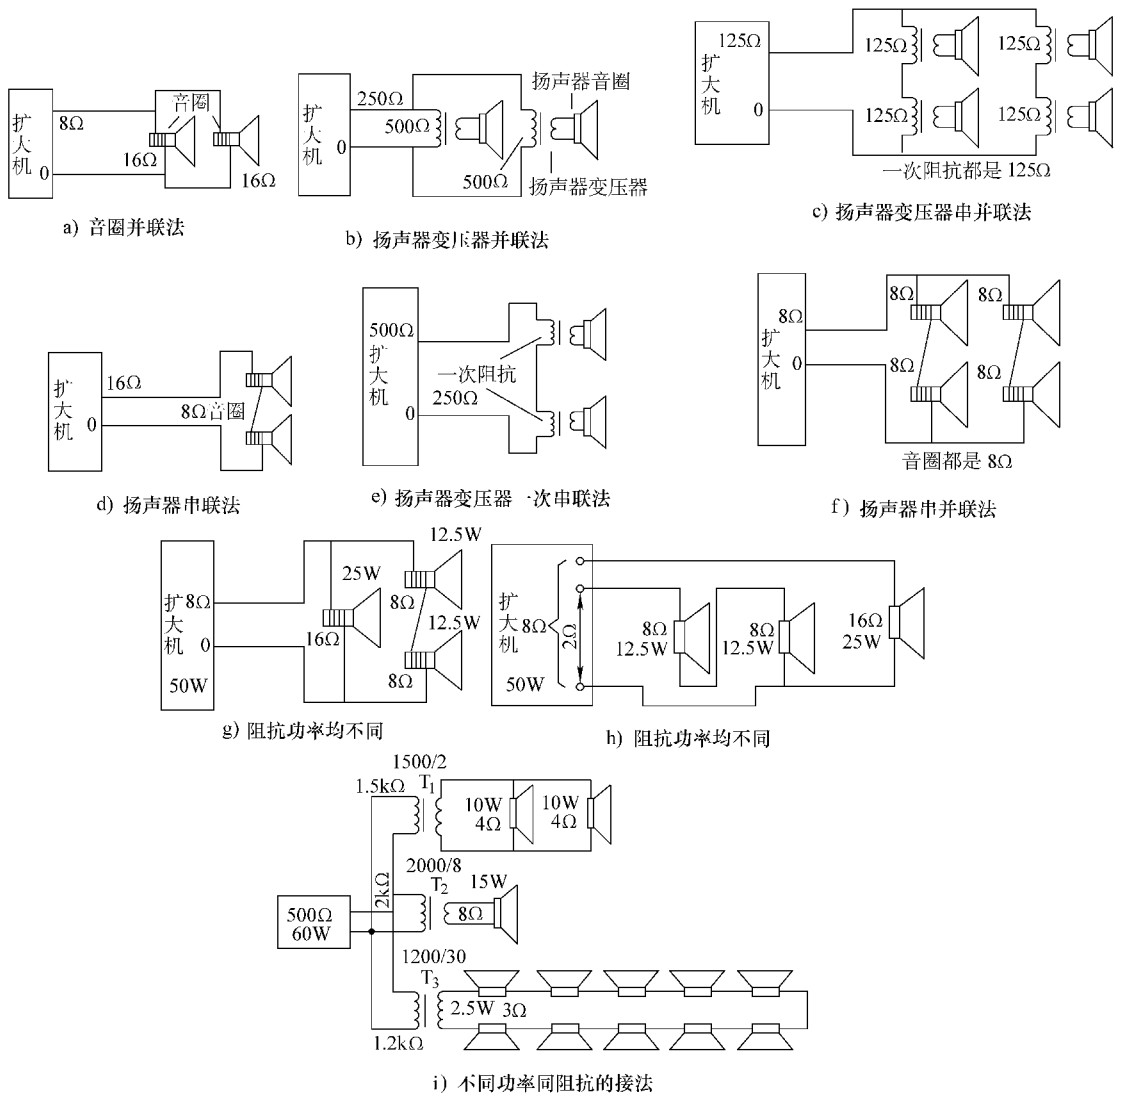 扩大机
8Ω
0
音圈
16Ω
16Ω
a) 音圈并联法
扩大机
250Ω
0
500Ω
500Ω
扬声器音圈
扬声器变压器
b) 扬声器变压器并联法
扩大机
125Ω
0
125Ω
125Ω
125Ω
125Ω
一次阻抗都是 125Ω
c) 扬声器变压器串并联法
扩大机
16Ω
0
8Ω音圈
d) 扬声器串联法
500Ω
扩大机
0
一次阻抗
250Ω
e) 扬声器变压器一次串联法
8Ω
扩大机
0
8Ω
8Ω
8Ω
8Ω
音圈都是 8Ω
f) 扬声器串并联法
扩大机
8Ω
0
50W
25W
16Ω
12.5W
8Ω
12.5W
8Ω
g) 阻抗功率均不同
扩大机
8Ω
2Ω
50W
8Ω
12.5W
8Ω
12.5W
16Ω
25W
h) 阻抗功率均不同
1500/2
1.5kΩ
T1
10W
4Ω
10W
4Ω
2kΩ
2000/8
T2
15W
8Ω
500Ω
60W
1200/30
T3
2.5W
3Ω
1.2kΩ
i) 不同功率同阻抗的接法